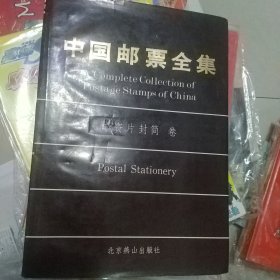 中国邮票全集
Complete Collection of
Postage Stamps of China
片封简 卷
Postal Stationery
北京燕山出版社